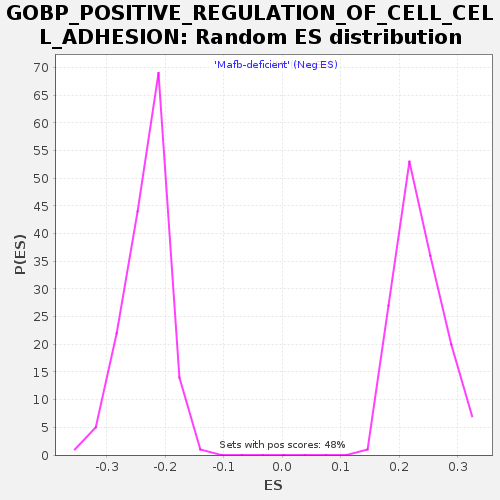 GOBP_POSITIVE_REGULATION_OF_CELL_CEL
L_ADHESION: Random ES distribution
'Mafb-deficient' (Neg ES)
70
65
60
55
50
45
40
35
30
25
20
15
10
5
0
P(ES)
Sets with pos scores: 48%
-0.3 -0.2 -0.1 0.0 0.1 0.2 0.3
ES